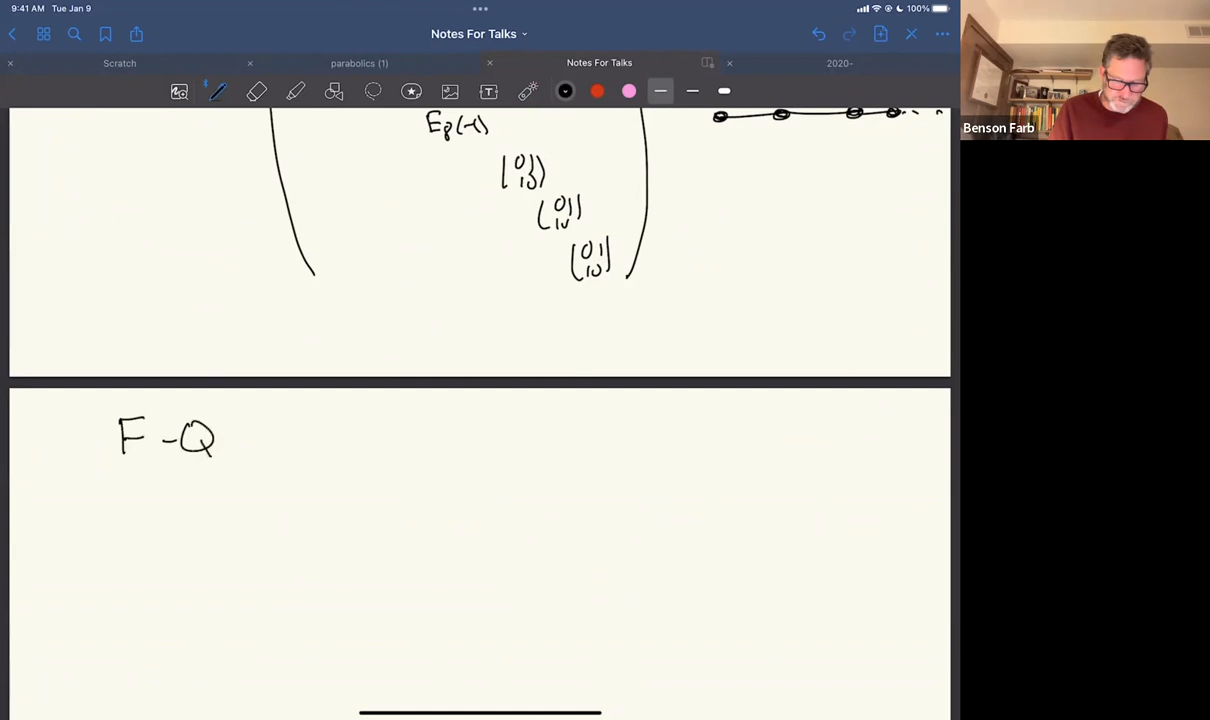 9:41 AM Tue Jan 9
100%
Notes For Talks
Scratch
parabolics (1)
Notes For Talks
2020-
Benson Farb
E₈(-1)
(0 1
1 0)
(0 1
1 0)
(0 1
1 0)
F - Q